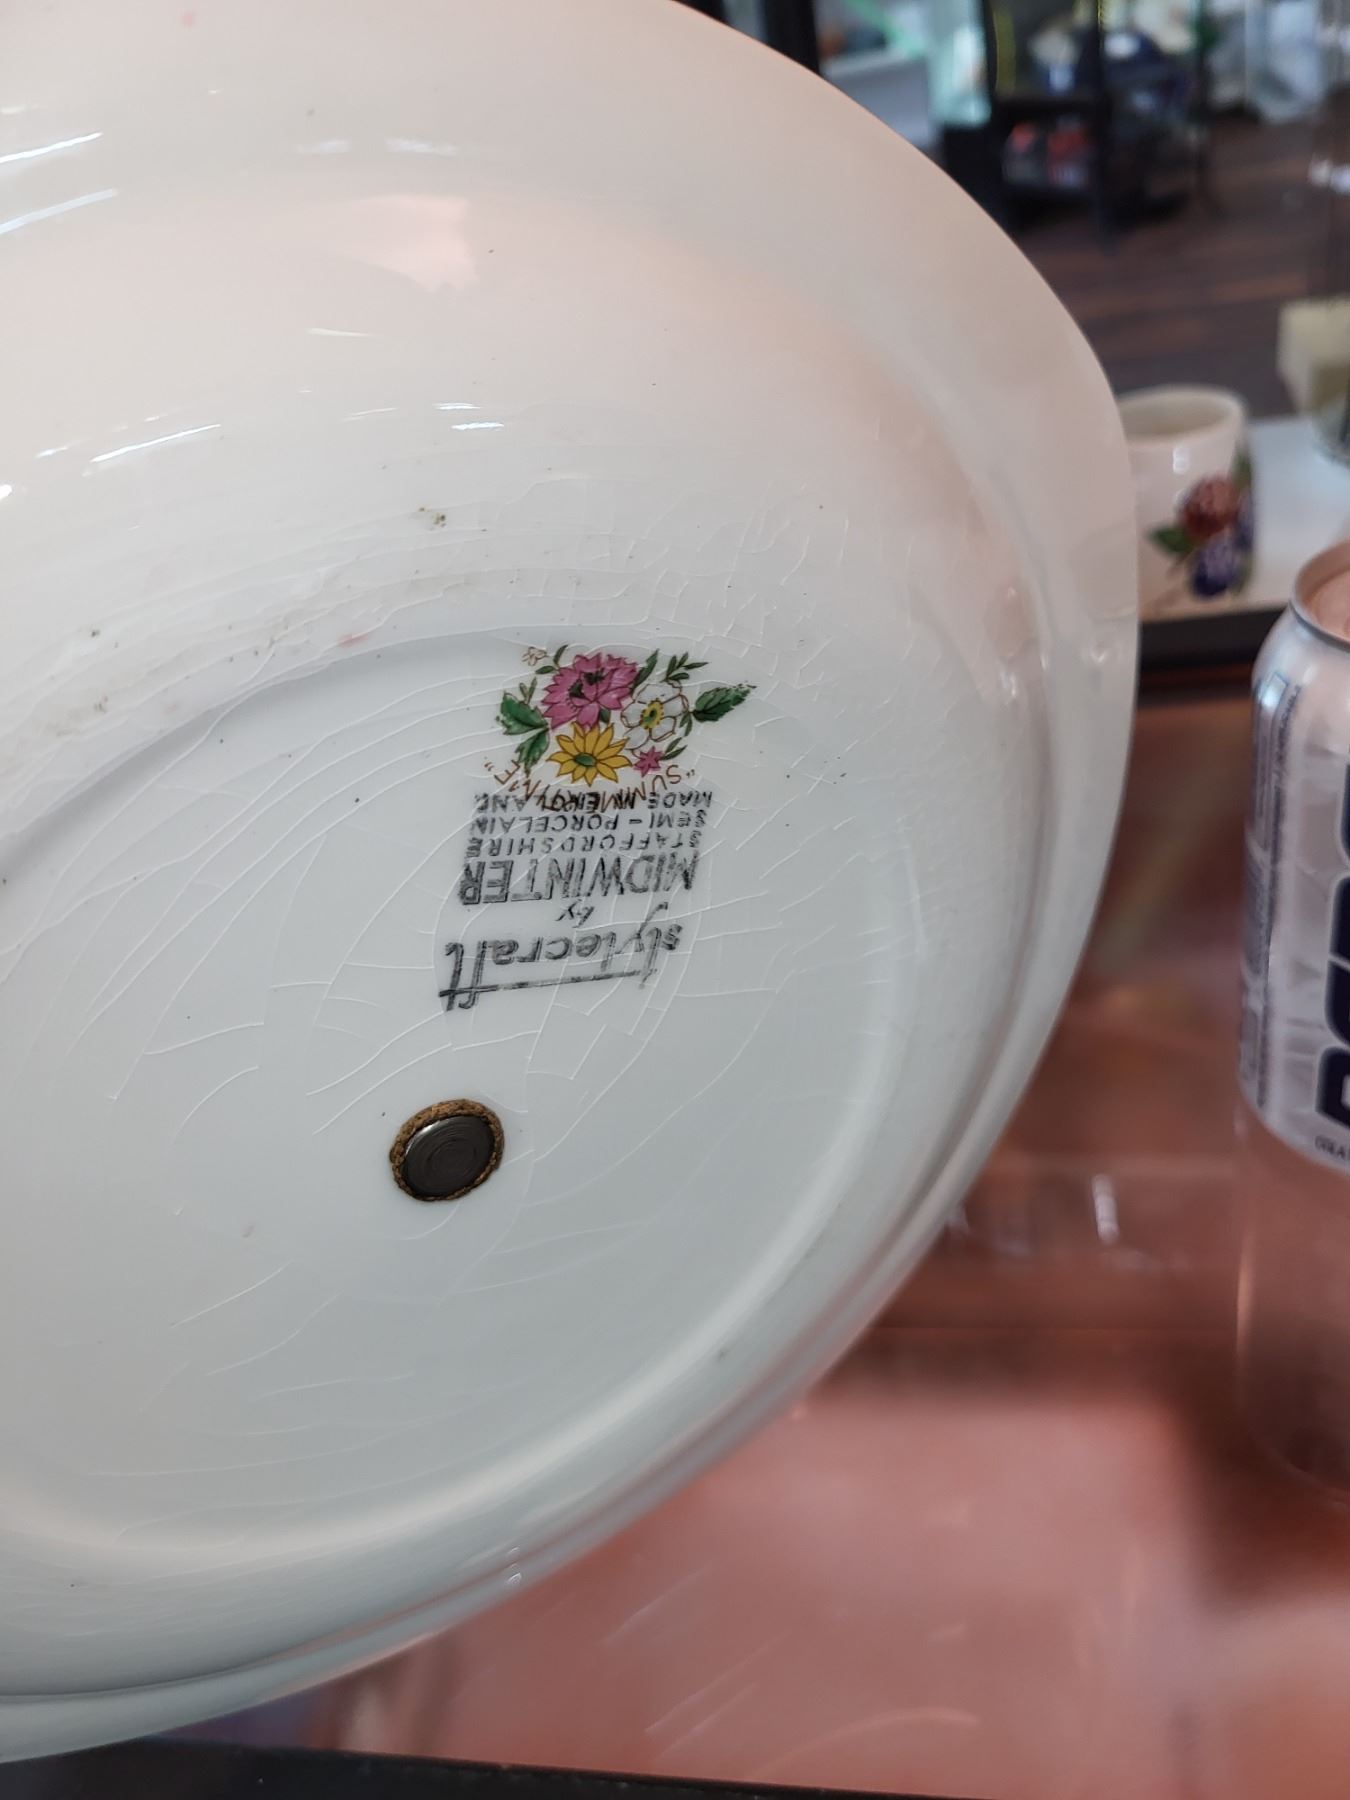 stylecraft
by
MIDWINTER
STAFFORDSHIRE
SEMI-PORCELAIN
MADE IN ENGLAND
"SUMMERTIME"